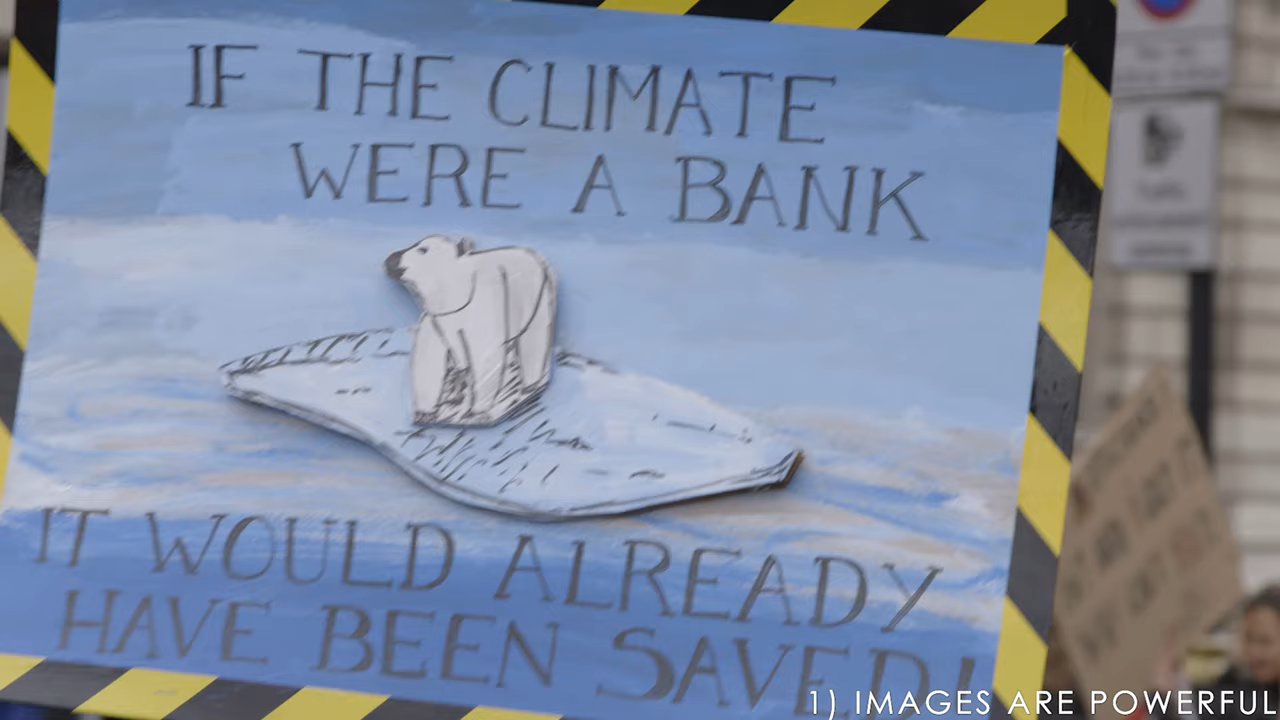 IF THE CLIMATE
WERE A BANK
IT WOULD ALREADY
HAVE BEEN SAVED!
1) IMAGES ARE POWERFUL